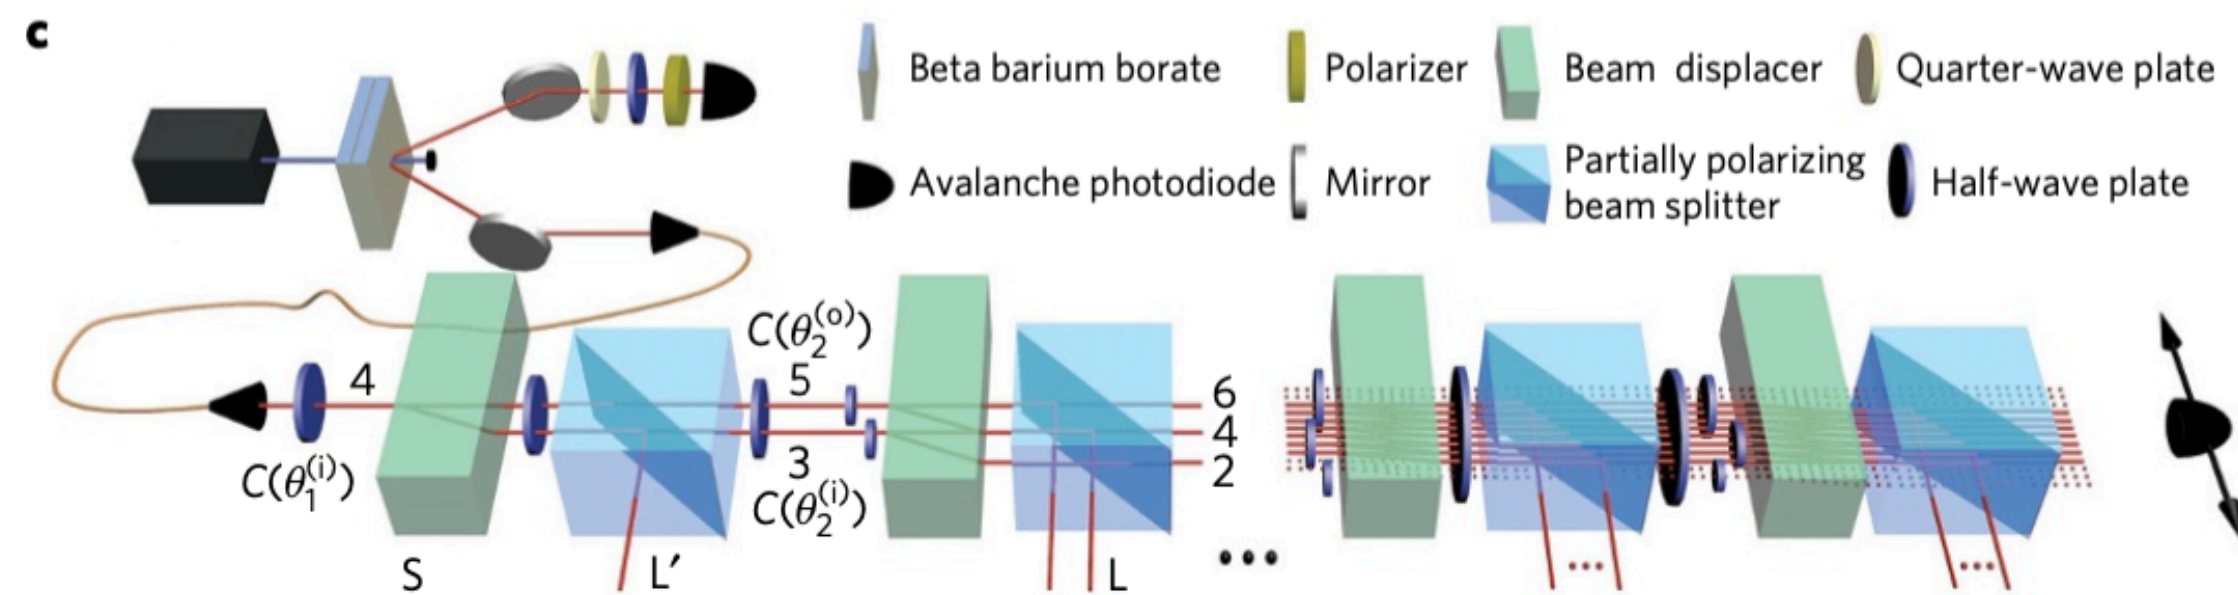 c
Beta barium borate
Polarizer
Beam displacer
Quarter-wave plate
Avalanche photodiode
Mirror
Partially polarizing
beam splitter
Half-wave plate
C(θ₂⁽ᵒ⁾)
4
5
6
4
2
C(θ₁⁽ⁱ⁾)
3
C(θ₂⁽ⁱ⁾)
S
L′
L
•••
•••
•••